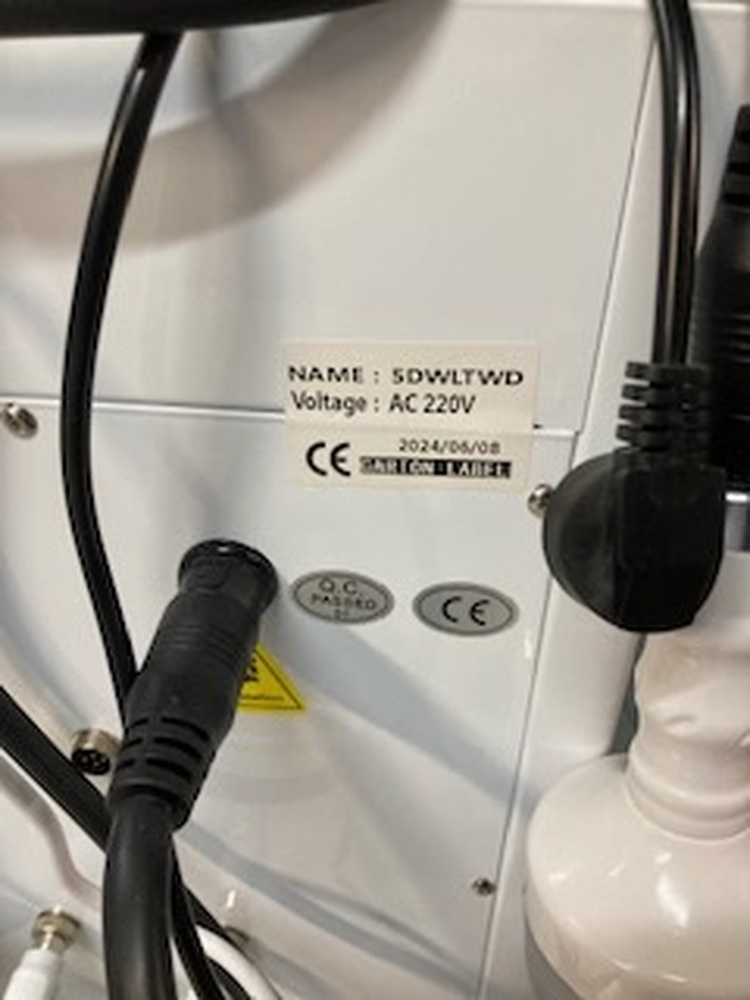 NAME : SDWLTWD
Voltage : AC 220V
2024/06/08
CE CARTON LABEL
Q.C.
PASSED
CE